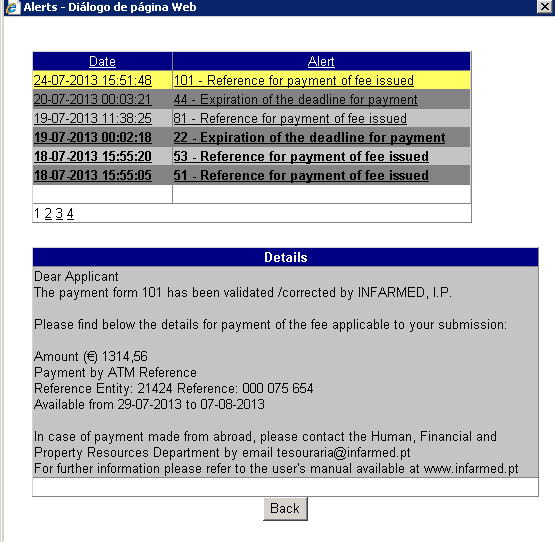 Alerts - Diálogo de página Web
Date Alert
24-07-2013 15:51:48 101 - Reference for payment of fee issued
20-07-2013 00:03:21 44 - Expiration of the deadline for payment
19-07-2013 11:38:25 81 - Reference for payment of fee issued
19-07-2013 00:02:18 22 - Expiration of the deadline for payment
18-07-2013 15:55:20 53 - Reference for payment of fee issued
18-07-2013 15:55:05 51 - Reference for payment of fee issued
1 2 3 4
Details
Dear Applicant
The payment form 101 has been validated /corrected by INFARMED, I.P.
Please find below the details for payment of the fee applicable to your submission:
Amount (€) 1314,56
Payment by ATM Reference
Reference Entity: 21424 Reference: 000 075 654
Available from 29-07-2013 to 07-08-2013
In case of payment made from abroad, please contact the Human, Financial and
Property Resources Department by email tesouraria@infarmed.pt
For further information please refer to the user's manual available at www.infarmed.pt
Back